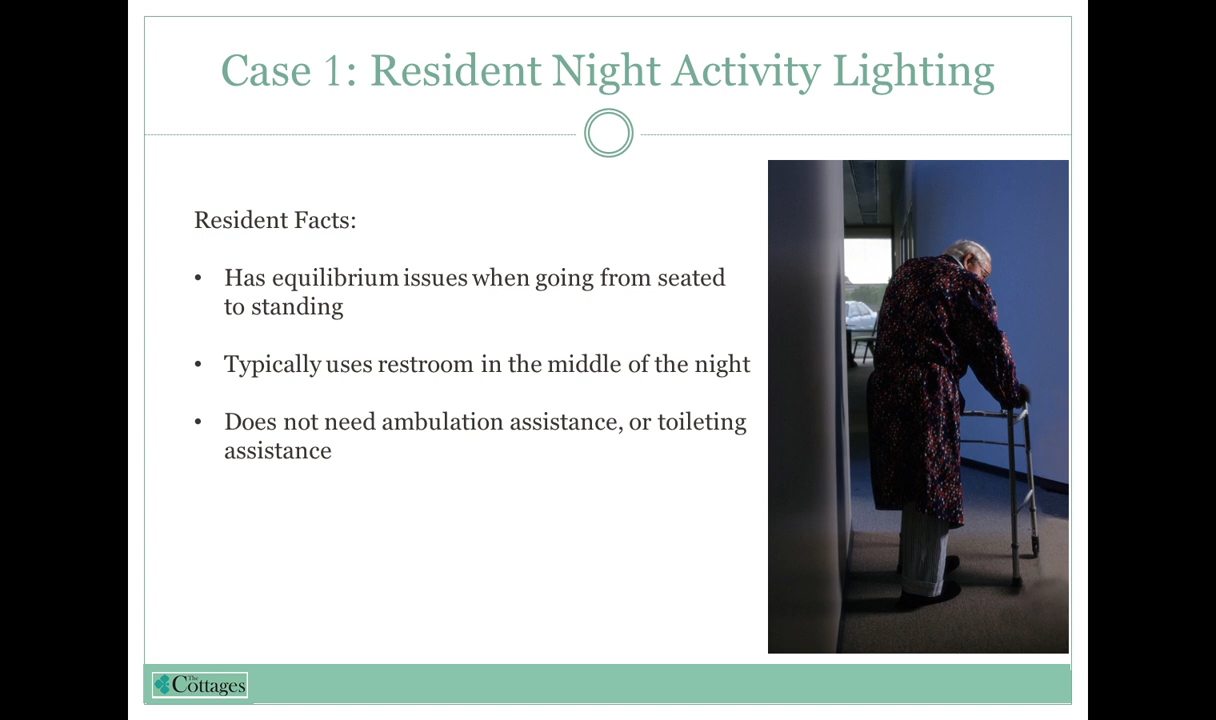 Case 1: Resident Night Activity Lighting
Resident Facts:
• Has equilibrium issues when going from seated
to standing
• Typically uses restroom in the middle of the night
• Does not need ambulation assistance, or toileting
assistance
The
Cottages